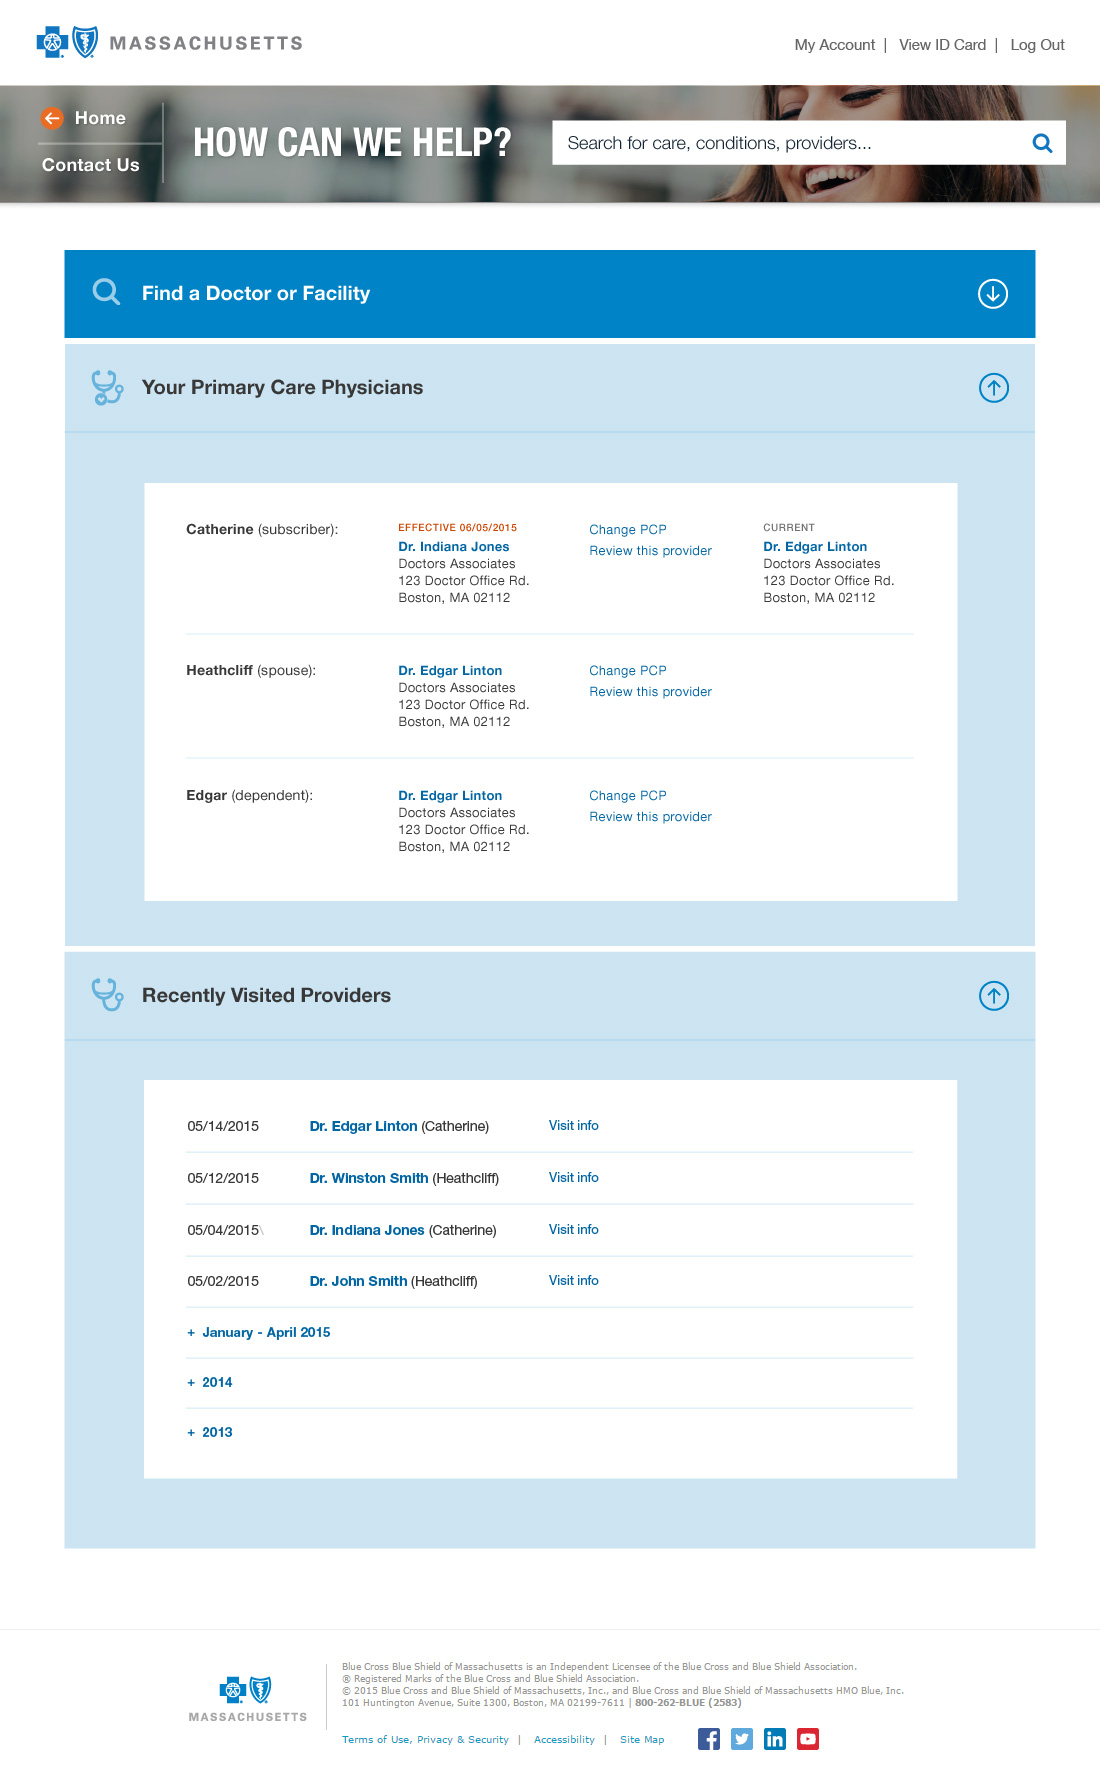 MASSACHUSETTS
My Account | View ID Card | Log Out
Home
Contact Us
HOW CAN WE HELP?
Search for care, conditions, providers...
Find a Doctor or Facility
Your Primary Care Physicians
Catherine (subscriber):
EFFECTIVE 06/05/2015
Dr. Indiana Jones
Doctors Associates
123 Doctor Office Rd.
Boston, MA 02112
Change PCP
Review this provider
CURRENT
Dr. Edgar Linton
Doctors Associates
123 Doctor Office Rd.
Boston, MA 02112
Heathcliff (spouse):
Dr. Edgar Linton
Doctors Associates
123 Doctor Office Rd.
Boston, MA 02112
Change PCP
Review this provider
Edgar (dependent):
Dr. Edgar Linton
Doctors Associates
123 Doctor Office Rd.
Boston, MA 02112
Change PCP
Review this provider
Recently Visited Providers
05/14/2015 Dr. Edgar Linton (Catherine) Visit info
05/12/2015 Dr. Winston Smith (Heathcliff) Visit info
05/04/2015\ Dr. Indiana Jones (Catherine) Visit info
05/02/2015 Dr. John Smith (Heathcliff) Visit info
+ January - April 2015
+ 2014
+ 2013
MASSACHUSETTS
Blue Cross Blue Shield of Massachusetts is an Independent Licensee of the Blue Cross and Blue Shield Association.
® Registered Marks of the Blue Cross and Blue Shield Association.
© 2015 Blue Cross and Blue Shield of Massachusetts, Inc., and Blue Cross and Blue Shield of Massachusetts HMO Blue, Inc.
101 Huntington Avenue, Suite 1300, Boston, MA 02199-7611 | 800-262-BLUE (2583)
Terms of Use, Privacy & Security | Accessibility | Site Map